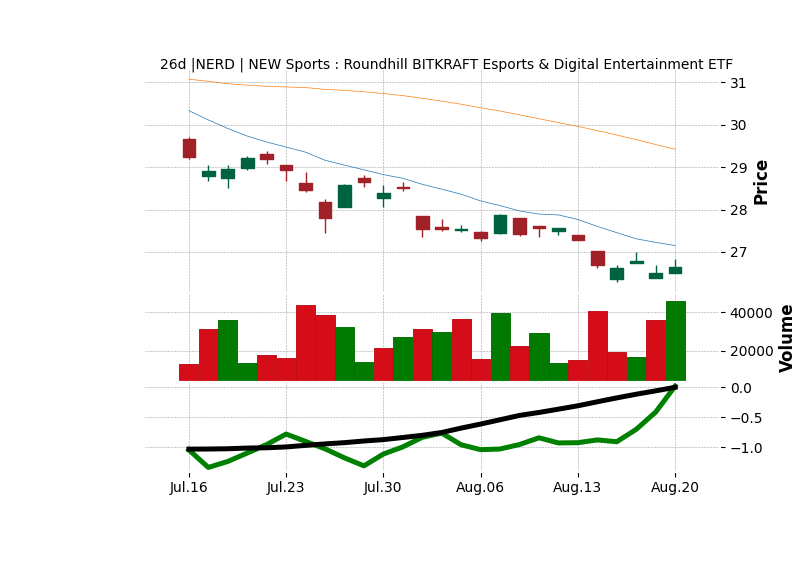 26d |NERD | NEW Sports : Roundhill BITKRAFT Esports & Digital Entertainment ETF
31
30
29
28
27
Price
40000
20000
Volume
0.0
−0.5
−1.0
Jul.16 Jul.23 Jul.30 Aug.06 Aug.13 Aug.20